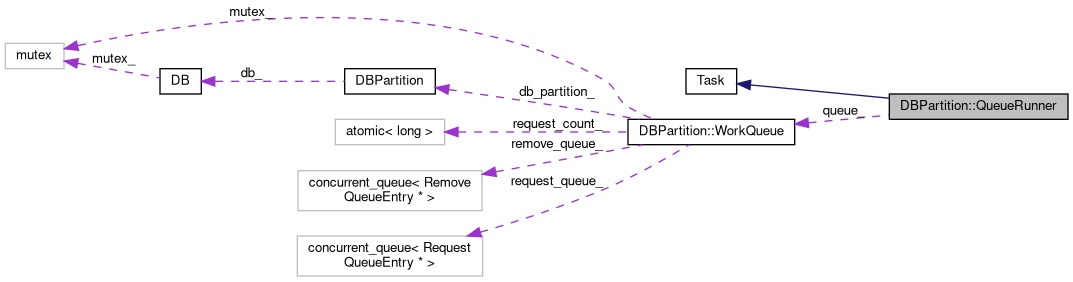 mutex_
mutex
mutex_
DB
db_
DBPartition
Task
db_partition_
DBPartition::QueueRunner
queue_
atomic< long >
request_count_
DBPartition::WorkQueue
remove_queue_
concurrent_queue< Remove
QueueEntry * >
request_queue_
concurrent_queue< Request
QueueEntry * >